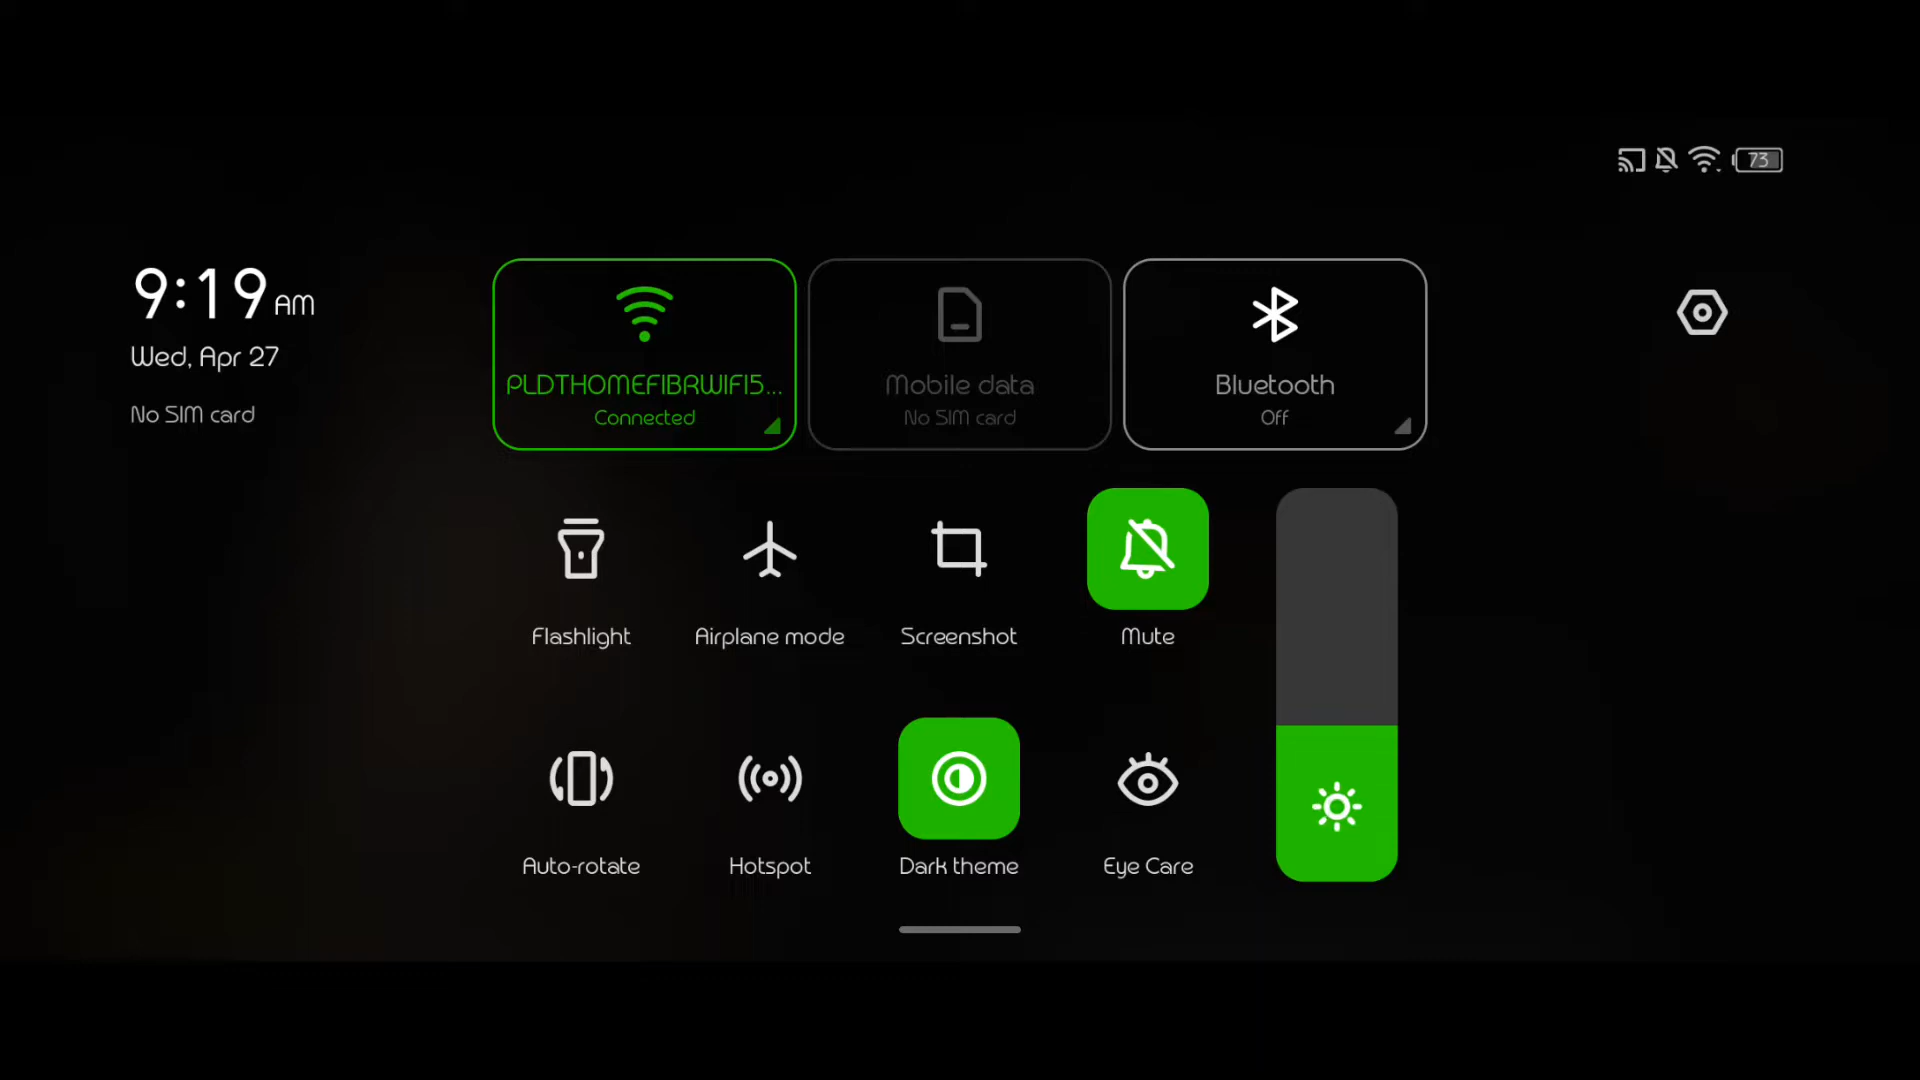 73
9:19 AM
Wed, Apr 27
No SIM card
PLDTHOMEFIBRWIFI5...
Connected
Mobile data
No SIM card
Bluetooth
Off
Flashlight
Airplane mode
Screenshot
Mute
Auto-rotate
Hotspot
Dark theme
Eye Care